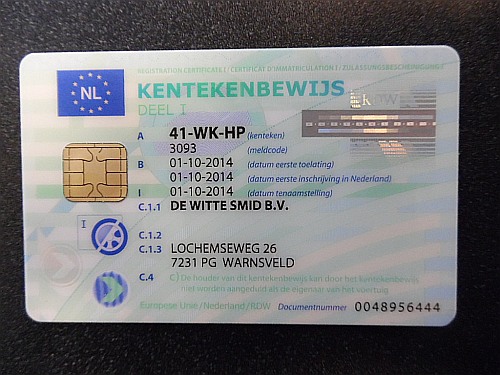 REGISTRATION CERTIFICATE I / CERTIFICAT D'IMMATRICULATION I / ZULASSUNGSBESCHEINIGUNG I
NL
KENTEKENBEWIJS
DEEL I
A 41-WK-HP (kenteken)
3093 (meldcode)
B 01-10-2014 (datum eerste toelating)
01-10-2014 (datum eerste inschrijving in Nederland)
I 01-10-2014 (datum tenaamstelling)
C.1.1 DE WITTE SMID B.V.
I
C.1.2
C.1.3 LOCHEMSEWEG 26
7231 PG WARNSVELD
C.4 C) De houder van dit kentekenbewijs kan door het kentekenbewijs
niet worden aangeduid als de eigenaar van het voertuig
Europese Unie/Nederland/RDW Documentnummer 0048956444